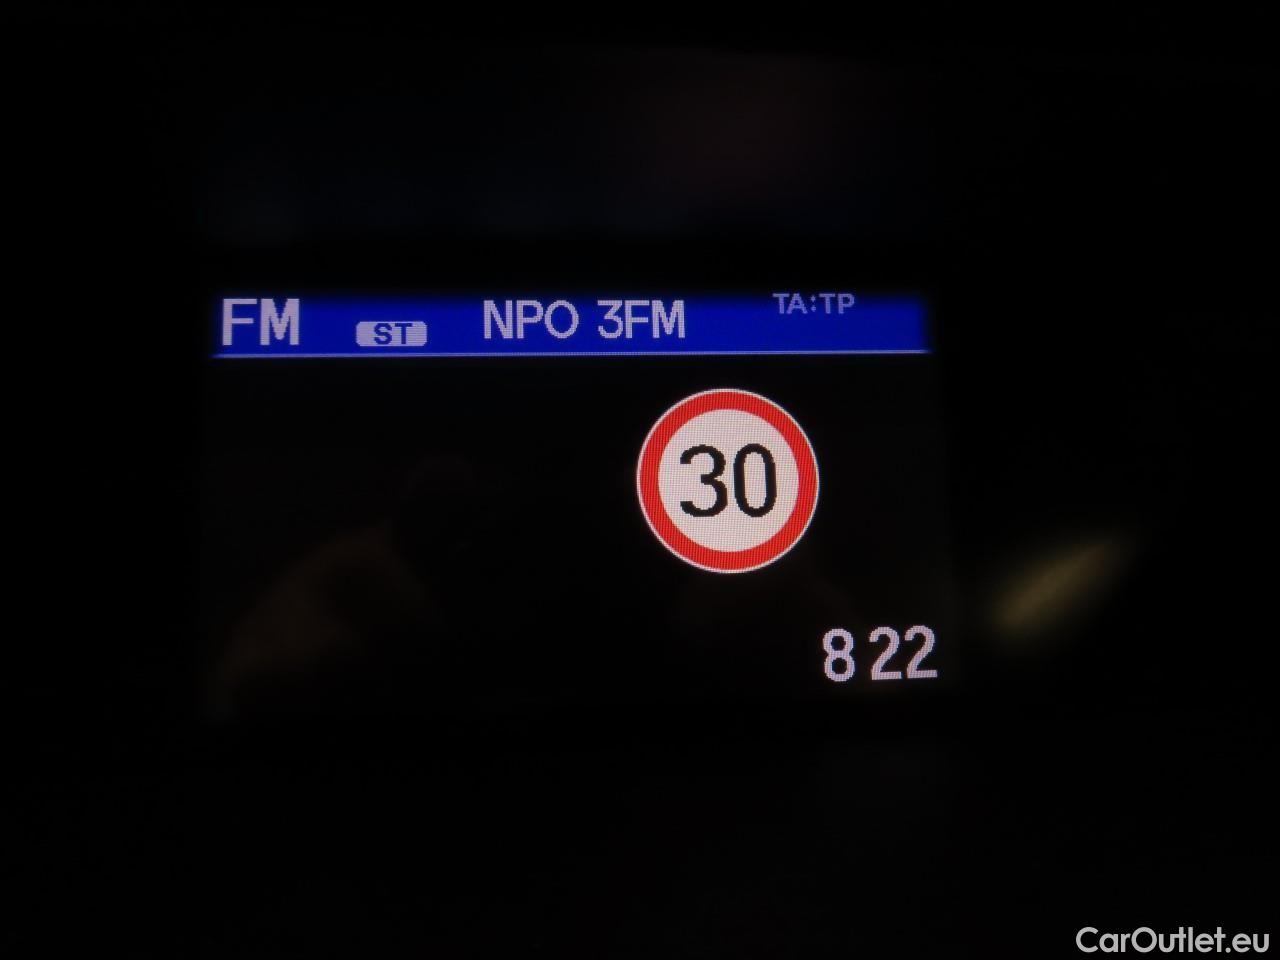 FM ST NPO 3FM TA:TP
30
8 22
CarOutlet.eu